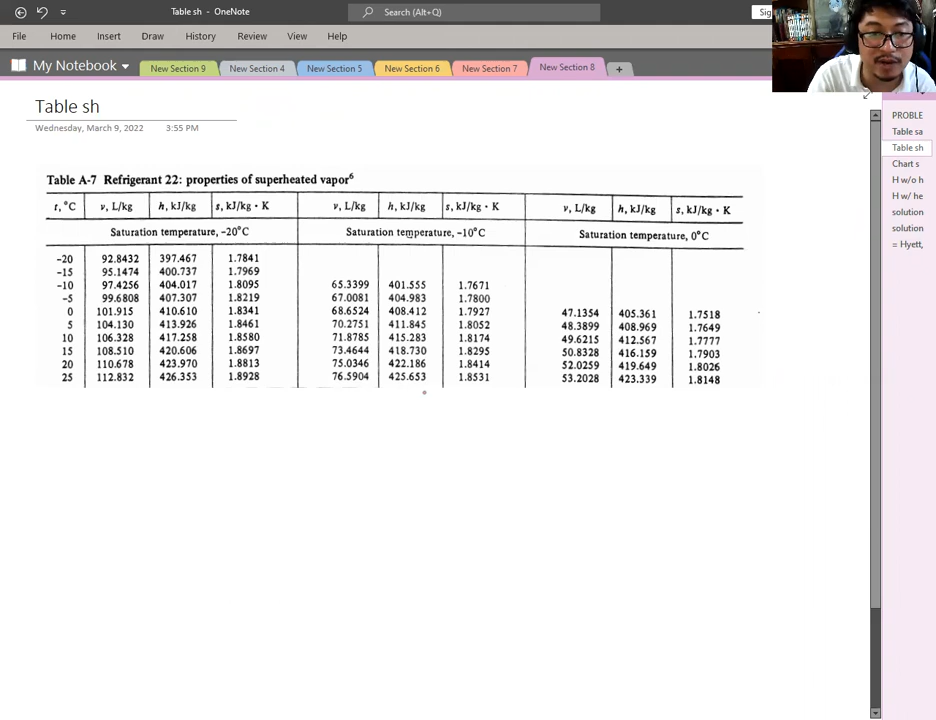 Table sh - OneNote
Search (Alt+Q)
Sig
File Home Insert Draw History Review View Help
My Notebook
New Section 9 New Section 4 New Section 5 New Section 6 New Section 7 New Section 8 +
Table sh
Wednesday, March 9, 2022 3:55 PM
PROBLE
Table sa
Table sh
Chart s
H w/o h
H w/ he
solution
solution
= Hyett,
Table A-7 Refrigerant 22: properties of superheated vapor⁶
t, °C v, L/kg h, kJ/kg s, kJ/kg · K v, L/kg h, kJ/kg s, kJ/kg · K v, L/kg h, kJ/kg s, kJ/kg · K
Saturation temperature, -20°C Saturation temperature, -10°C Saturation temperature, 0°C
-20 92.8432 397.467 1.7841
-15 95.1474 400.737 1.7969
-10 97.4256 404.017 1.8095 65.3399 401.555 1.7671
-5 99.6808 407.307 1.8219 67.0081 404.983 1.7800
0 101.915 410.610 1.8341 68.6524 408.412 1.7927 47.1354 405.361 1.7518
5 104.130 413.926 1.8461 70.2751 411.845 1.8052 48.3899 408.969 1.7649
10 106.328 417.258 1.8580 71.8785 415.283 1.8174 49.6215 412.567 1.7777
15 108.510 420.606 1.8697 73.4644 418.730 1.8295 50.8328 416.159 1.7903
20 110.678 423.970 1.8813 75.0346 422.186 1.8414 52.0259 419.649 1.8026
25 112.832 426.353 1.8928 76.5904 425.653 1.8531 53.2028 423.339 1.8148